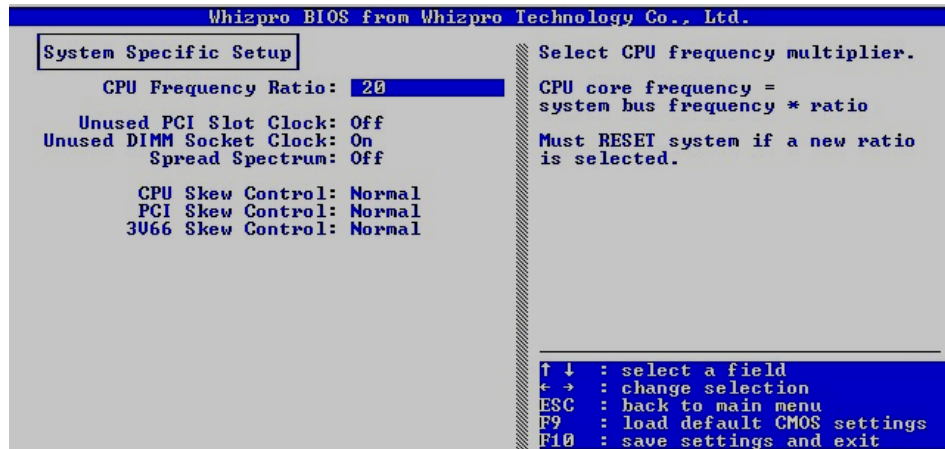 Whizpro BIOS from Whizpro Technology Co., Ltd.
System Specific Setup
CPU Frequency Ratio: 20
Unused PCI Slot Clock: Off
Unused DIMM Socket Clock: On
Spread Spectrum: Off
CPU Skew Control: Normal
PCI Skew Control: Normal
3V66 Skew Control: Normal
Select CPU frequency multiplier.
CPU core frequency =
system bus frequency * ratio
Must RESET system if a new ratio
is selected.
↑ ↓ : select a field
← → : change selection
ESC : back to main menu
F9 : load default CMOS settings
F10 : save settings and exit